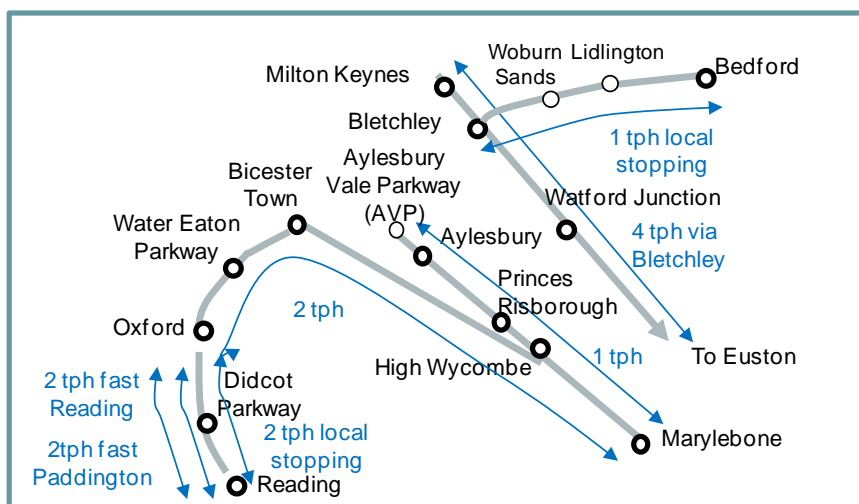 Milton Keynes
Woburn Lidlington
Sands
Bedford
Bletchley
1 tph local
stopping
Aylesbury
Vale Parkway
(AVP)
Bicester
Town
Watford Junction
Water Eaton
Parkway
Aylesbury
4 tph via
Bletchley
Princes
Risborough
2 tph
Oxford
High Wycombe
1 tph
To Euston
2 tph fast
Reading
Didcot
Parkway
2tph fast
Paddington
2 tph local
stopping
Marylebone
Reading